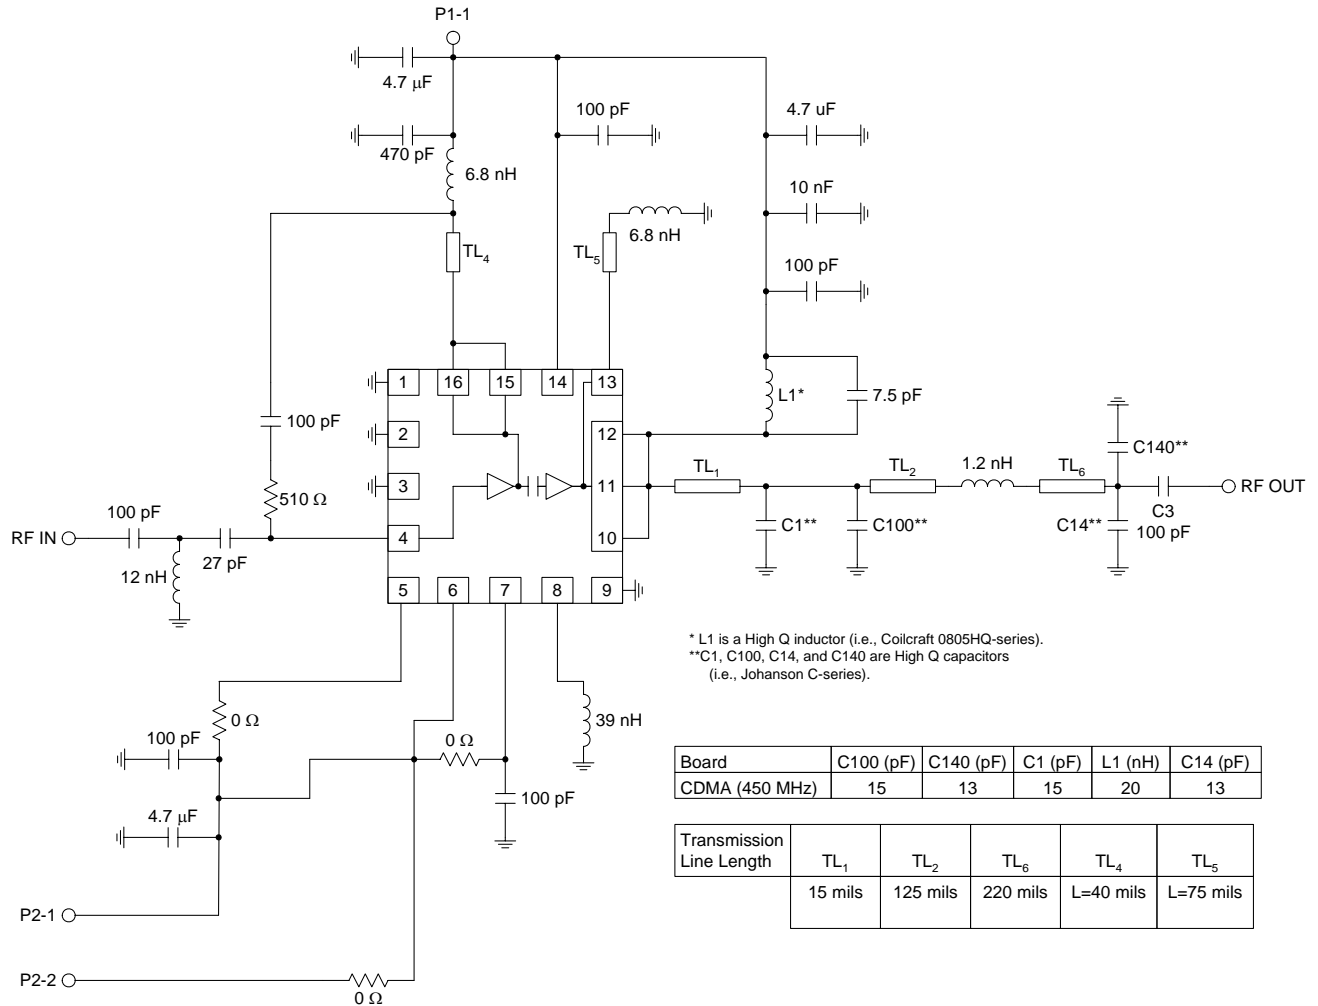 P1-1
4.7 μF
100 pF
4.7 uF
470 pF
6.8 nH
10 nF
6.8 nH
TL4
TL5
100 pF
1
16
15
14
13
L1*
7.5 pF
100 pF
2
12
C140**
TL1
TL2
1.2 nH
TL6
3
11
RF OUT
510 Ω
C3
100 pF
C1**
C100**
C14**
100 pF
RF IN
4
10
27 pF
12 nH
5
6
7
8
9
* L1 is a High Q inductor (i.e., Coilcraft 0805HQ-series).
**C1, C100, C14, and C140 are High Q capacitors
(i.e., Johanson C-series).
0 Ω
39 nH
100 pF
0 Ω
100 pF
4.7 μF
Board C100 (pF) C140 (pF) C1 (pF) L1 (nH) C14 (pF)
CDMA (450 MHz) 15 13 15 20 13
Transmission
Line Length TL1 TL2 TL6 TL4 TL5
15 mils 125 mils 220 mils L=40 mils L=75 mils
P2-1
P2-2
0 Ω